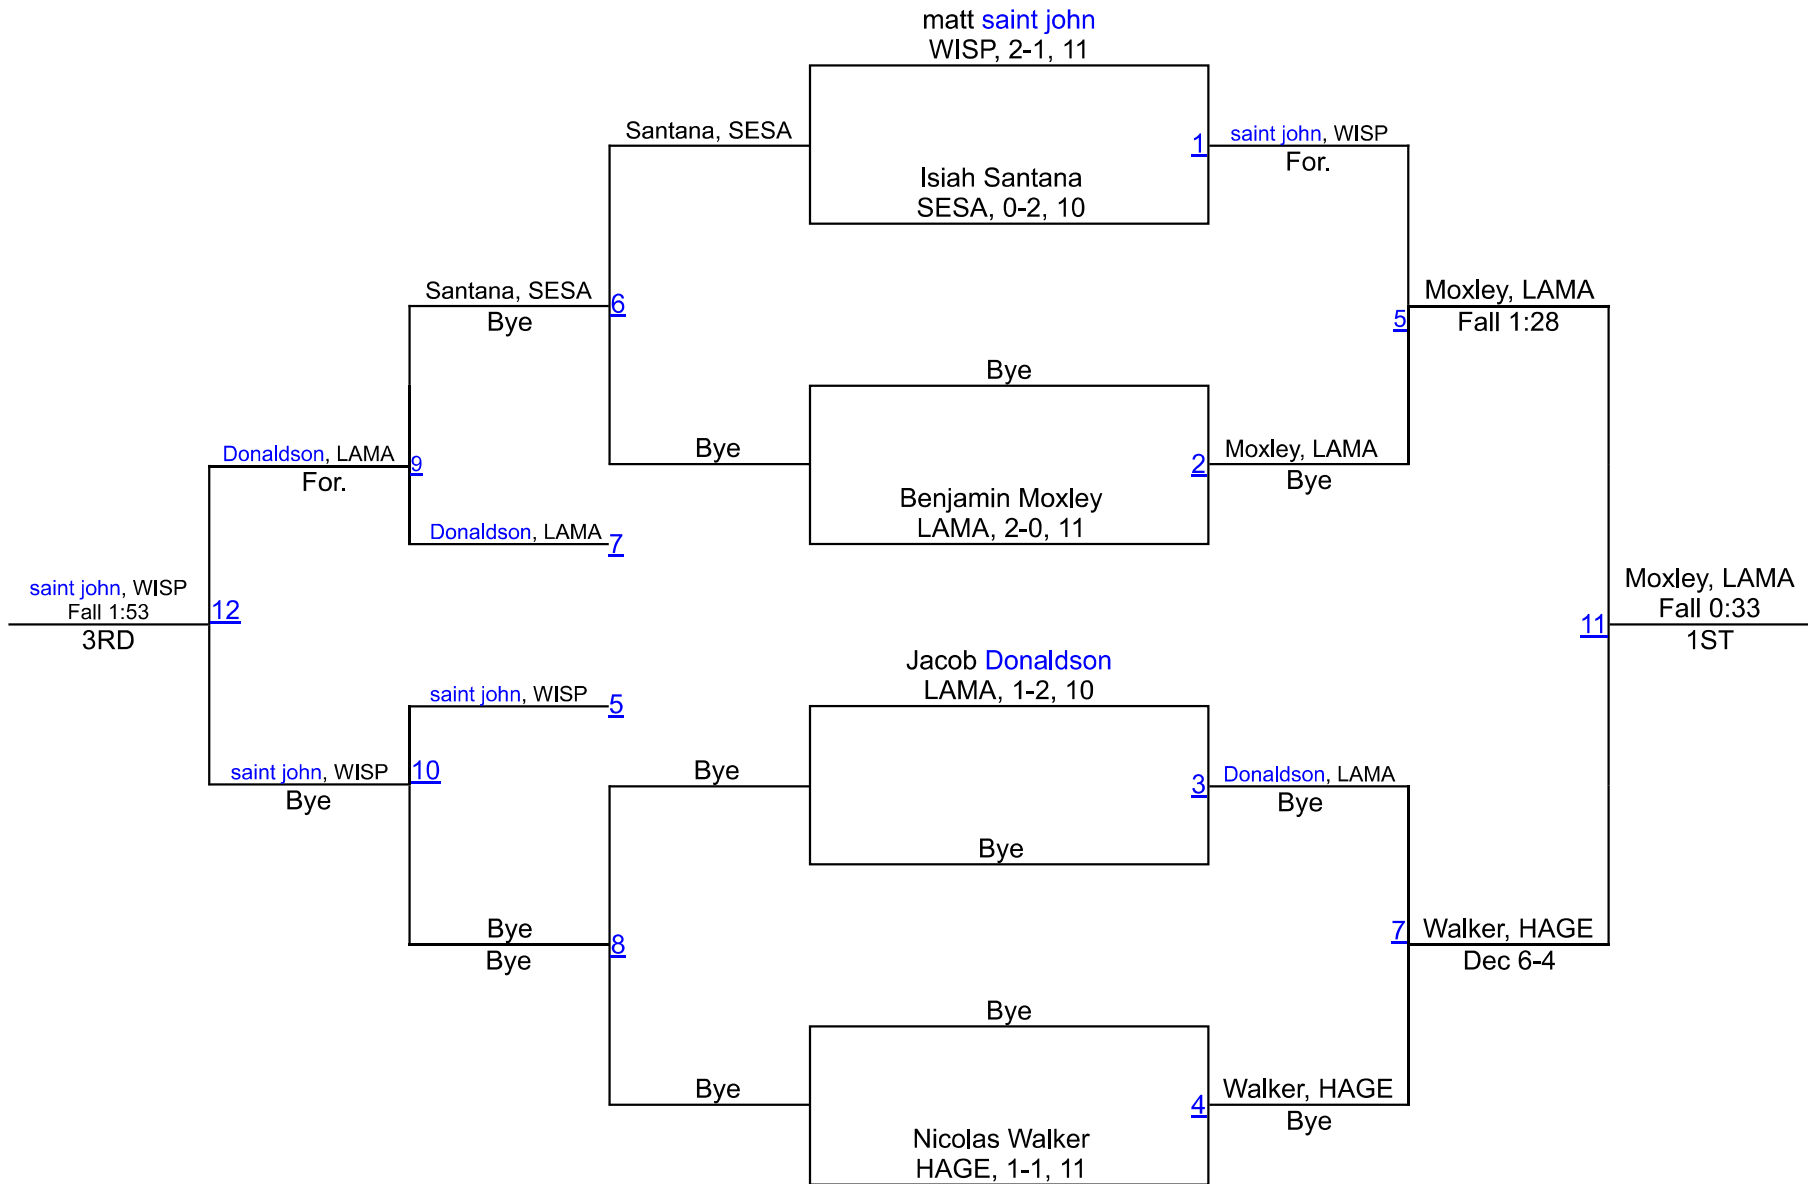 matt saint john
WISP, 2-1, 11
Santana, SESA
1
saint john, WISP
For.
Isiah Santana
SESA, 0-2, 10
Santana, SESA
Bye
6
5
Moxley, LAMA
Fall 1:28
Bye
Donaldson, LAMA
For.
9
Bye
2
Moxley, LAMA
Bye
Benjamin Moxley
LAMA, 2-0, 11
Donaldson, LAMA
7
saint john, WISP
Fall 1:53
3RD
12
11
Moxley, LAMA
Fall 0:33
1ST
Jacob Donaldson
LAMA, 1-2, 10
saint john, WISP
5
saint john, WISP
Bye
10
Bye
3
Donaldson, LAMA
Bye
Bye
Bye
Bye
8
7
Walker, HAGE
Dec 6-4
Bye
Bye
4
Walker, HAGE
Bye
Nicolas Walker
HAGE, 1-1, 11